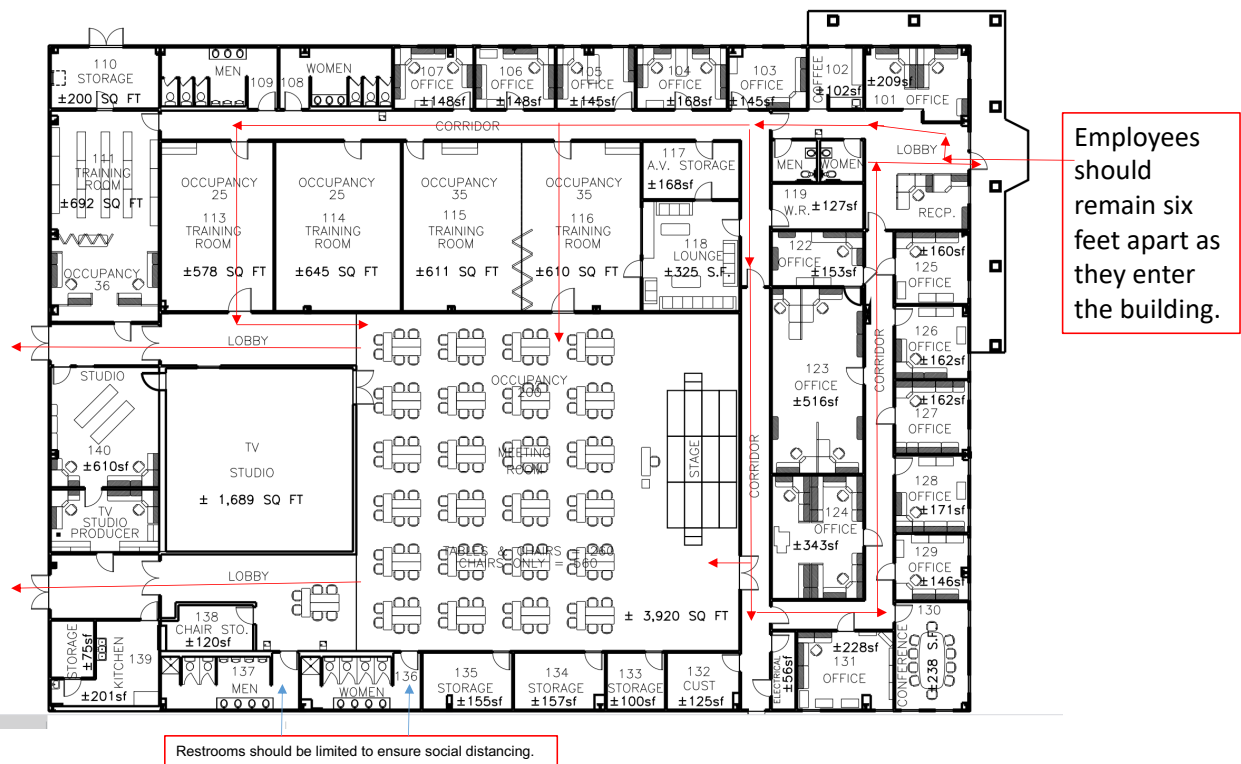 110
STORAGE
±200 SQ FT
MEN
109
108
WOMEN
107
OFFICE
±148sf
106
OFFICE
±148sf
105
OFFICE
±145sf
104
OFFICE
±168sf
103
OFFICE
±145sf
COFFEE
102
±102sf
±209sf
101 OFFICE
CORRIDOR
LOBBY
Employees
should
remain six
feet apart as
they enter
the building.
111
TRAINING
ROOM
±692 SQ FT
OCCUPANCY
36
OCCUPANCY
25
113
TRAINING
ROOM
±578 SQ FT
OCCUPANCY
25
114
TRAINING
ROOM
±645 SQ FT
OCCUPANCY
35
115
TRAINING
ROOM
±611 SQ FT
OCCUPANCY
35
116
TRAINING
ROOM
±610 SQ FT
117
A.V. STORAGE
±168sf
118
LOUNGE
±325 S.F.
MEN
WOMEN
119
W.R.
±127sf
RECP.
122
OFFICE
±153sf
±160sf
125
OFFICE
126
OFFICE
±162sf
±162sf
127
OFFICE
128
OFFICE
±171sf
129
OFFICE
±146sf
CORRIDOR
123
OFFICE
±516sf
124
OFFICE
±343sf
CORRIDOR
LOBBY
STUDIO
140
±610sf
TV
STUDIO
PRODUCER
TV
STUDIO
± 1,689 SQ FT
OCCUPANCY
200
MEETING
ROOM
STAGE
TABLES & CHAIRS = 260
CHAIRS ONLY = 560
± 3,920 SQ FT
LOBBY
138
CHAIR STO.
±120sf
STORAGE
±75sf
KITCHEN
139
±201sf
137
MEN
WOMEN
136
135
STORAGE
±155sf
134
STORAGE
±157sf
133
STORAGE
±100sf
132
CUST
±125sf
ELECTRICAL
±56sf
±228sf
131
OFFICE
130
CONFERENCE
±238 S.F.
Restrooms should be limited to ensure social distancing.